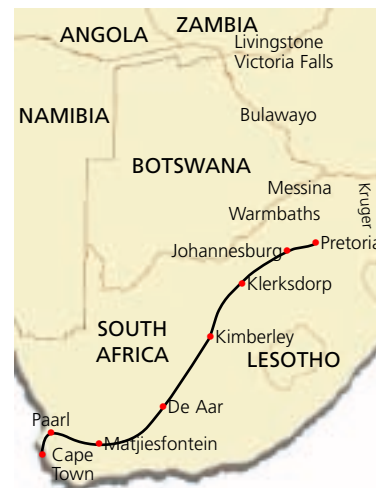 ZAMBIA
ANGOLA
Livingstone
Victoria Falls
NAMIBIA
Bulawayo
BOTSWANA
Messina
Kruger
Warmbaths
Pretoria
Johannesburg
Klerksdorp
SOUTH
AFRICA
Kimberley
LESOTHO
De Aar
Paarl
Matjiesfontein
Cape
Town